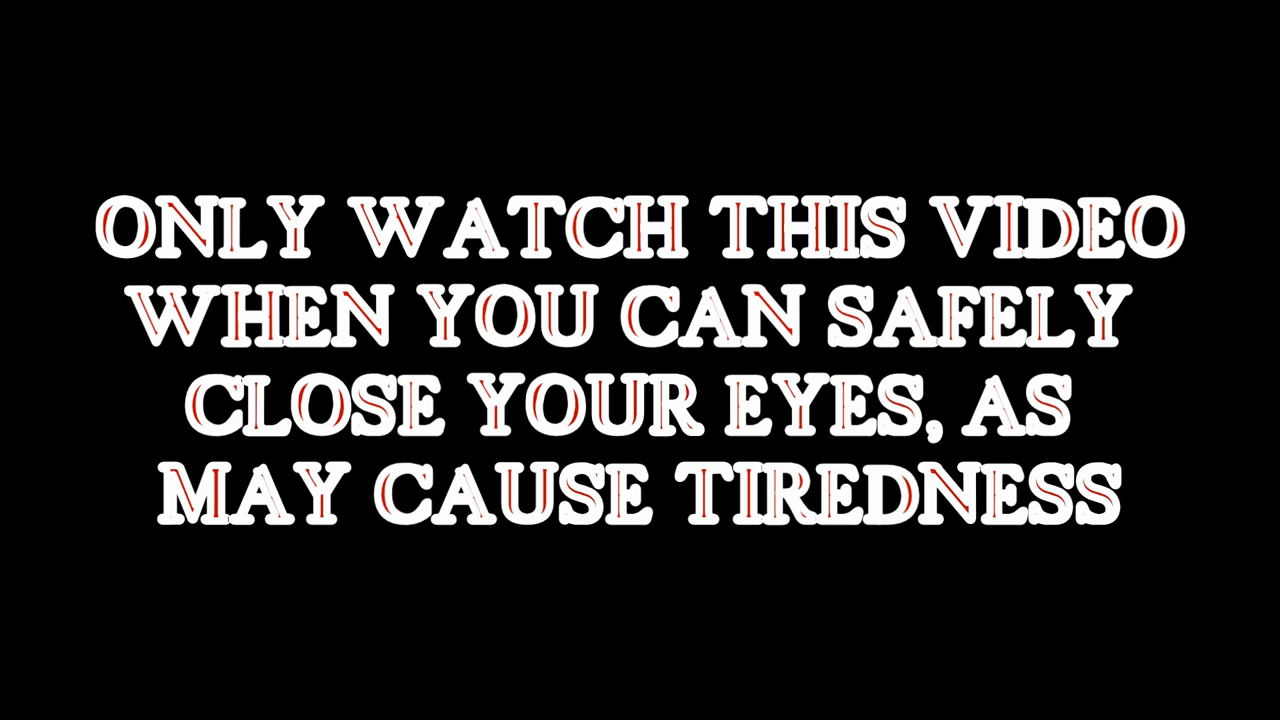 ONLY WATCH THIS VIDEO
WHEN YOU CAN SAFELY
CLOSE YOUR EYES, AS
MAY CAUSE TIREDNESS